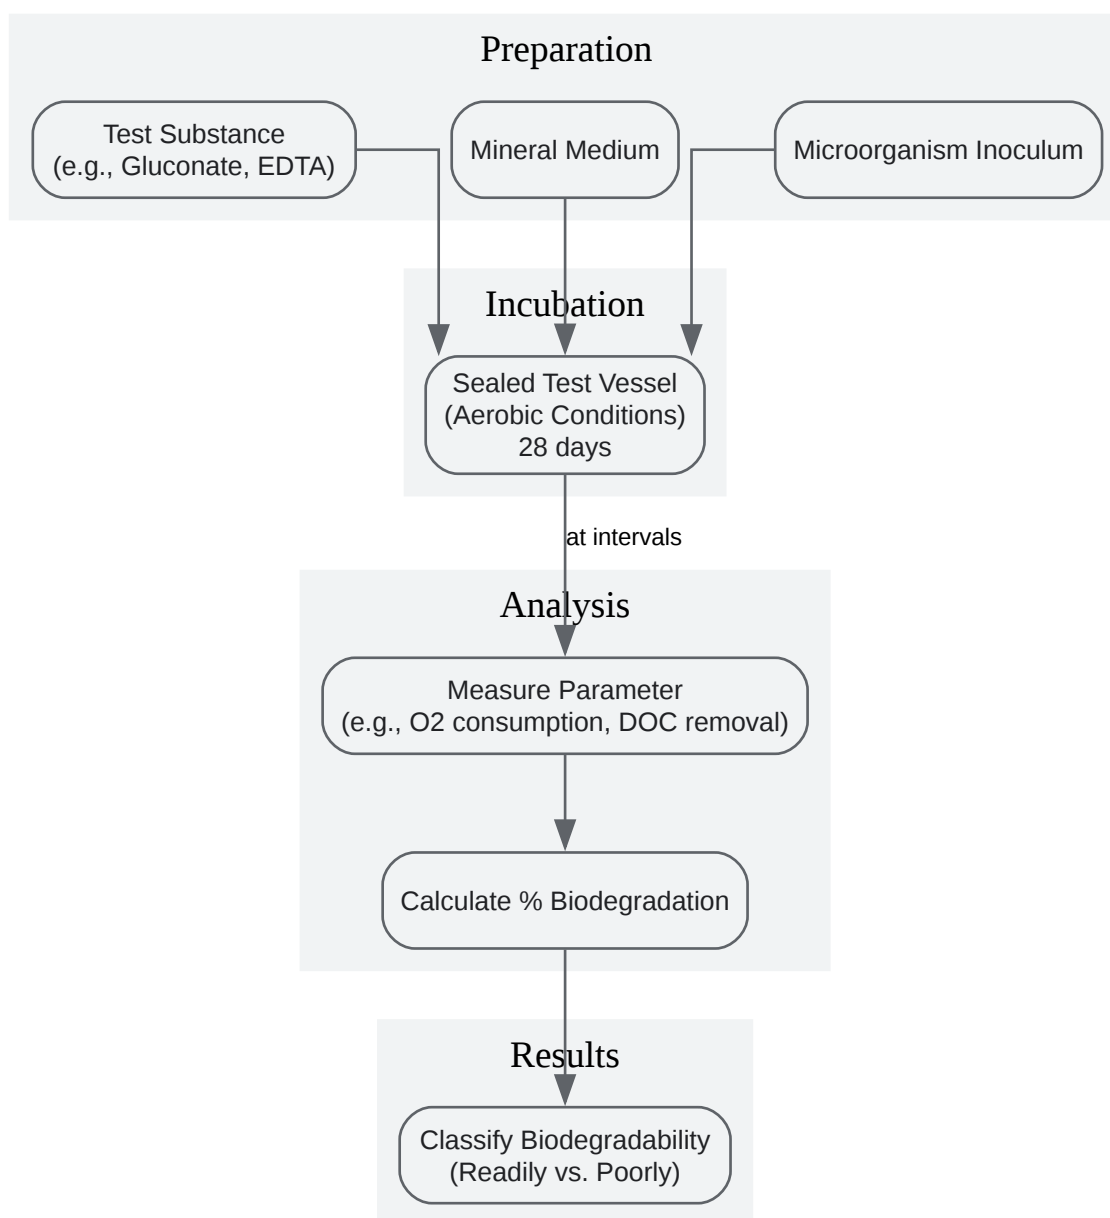 Preparation
Test Substance
(e.g., Gluconate, EDTA)
Mineral Medium
Microorganism Inoculum
Incubation
Sealed Test Vessel
(Aerobic Conditions)
28 days
at intervals
Analysis
Measure Parameter
(e.g., O2 consumption, DOC removal)
Calculate % Biodegradation
Results
Classify Biodegradability
(Readily vs. Poorly)